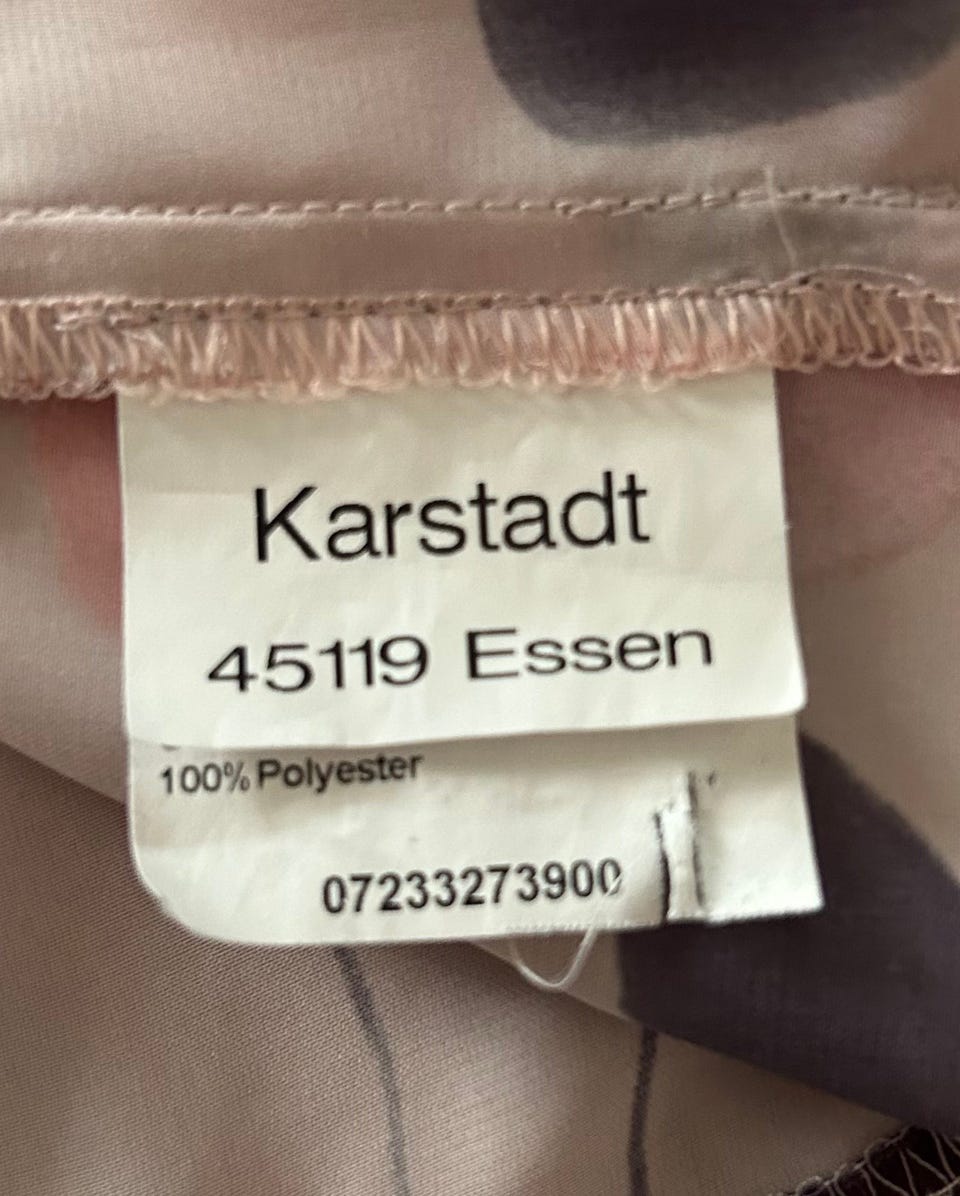 Karstadt
45119 Essen
100% Polyester
07233273900